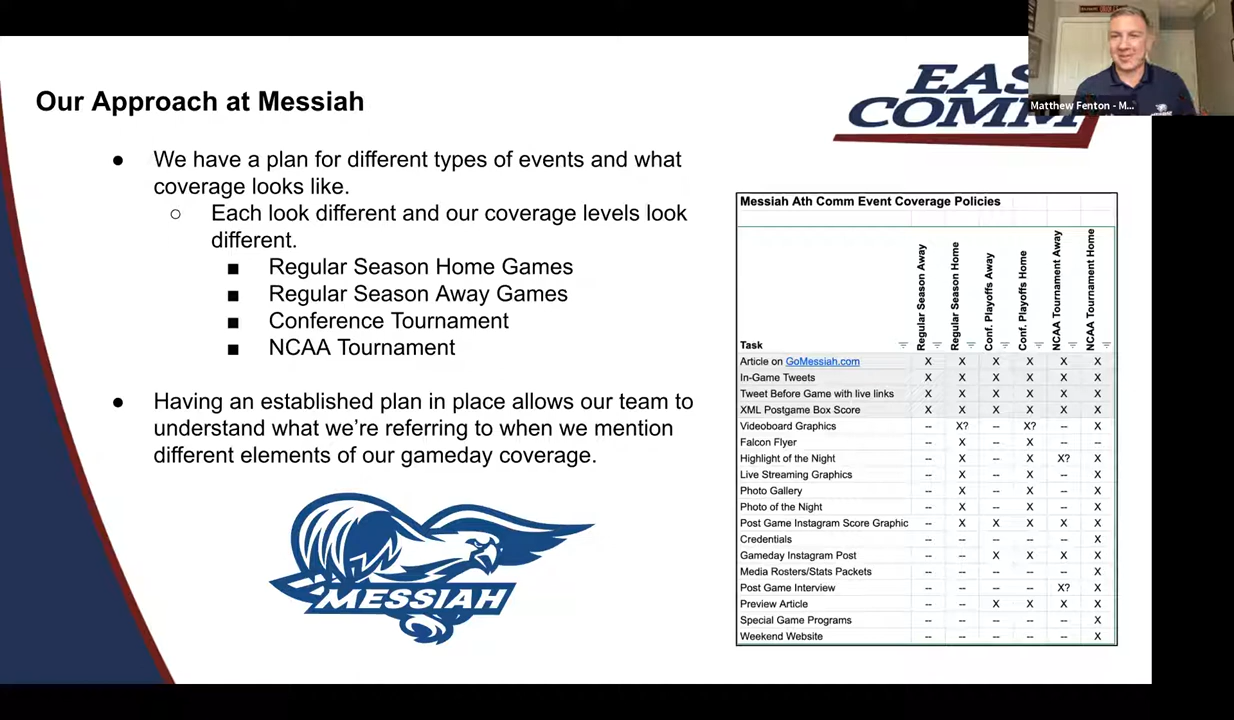 Our Approach at Messiah
● We have a plan for different types of events and what
coverage looks like.
○ Each look different and our coverage levels look
different.
■ Regular Season Home Games
■ Regular Season Away Games
■ Conference Tournament
■ NCAA Tournament
● Having an established plan in place allows our team to
understand what we're referring to when we mention
different elements of our gameday coverage.
MESSIAH
EAS
COMM
Matthew Fenton - M...
Messiah Ath Comm Event Coverage Policies
Task Regular Season Away Regular Season Home Conf. Playoffs Away Conf. Playoffs Home NCAA Tournament Away NCAA Tournament Home
Article on GoMessiah.com X X X X X X
In-Game Tweets X X X X X X
Tweet Before Game with live links X X X X X X
XML Postgame Box Score X X X X X X
Videoboard Graphics -- X? -- X? -- X
Falcon Flyer -- X -- X -- --
Highlight of the Night -- X -- X X? X
Live Streaming Graphics -- X -- X -- X
Photo Gallery -- X -- X -- X
Photo of the Night -- X -- X -- X
Post Game Instagram Score Graphic -- X X X X X
Credentials -- -- -- -- -- X
Gameday Instagram Post -- -- X X X X
Media Rosters/Stats Packets -- -- -- -- -- X
Post Game Interview -- -- -- -- X? X
Preview Article -- -- X X X X
Special Game Programs -- -- -- -- -- X
Weekend Website -- -- -- -- -- X